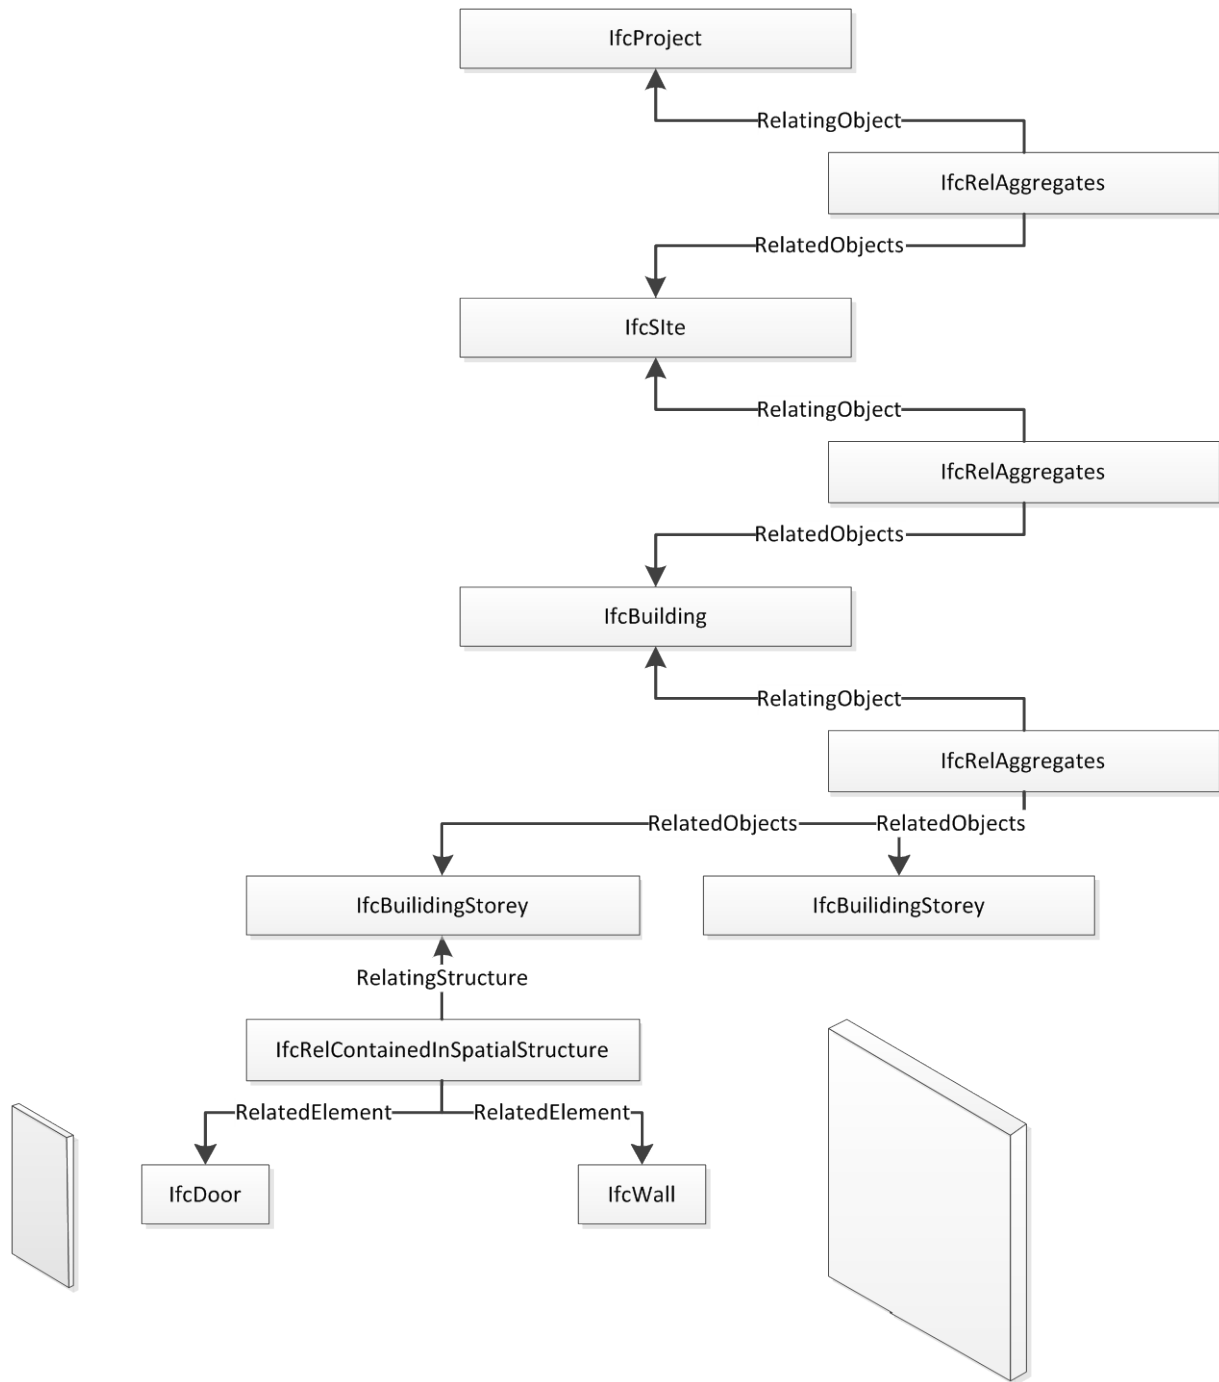 IfcProject
RelatingObject
IfcRelAggregates
RelatedObjects
IfcSIte
RelatingObject
IfcRelAggregates
RelatedObjects
IfcBuilding
RelatingObject
IfcRelAggregates
RelatedObjects
RelatedObjects
IfcBuilidingStorey
IfcBuilidingStorey
RelatingStructure
IfcRelContainedInSpatialStructure
RelatedElement
RelatedElement
IfcDoor
IfcWall